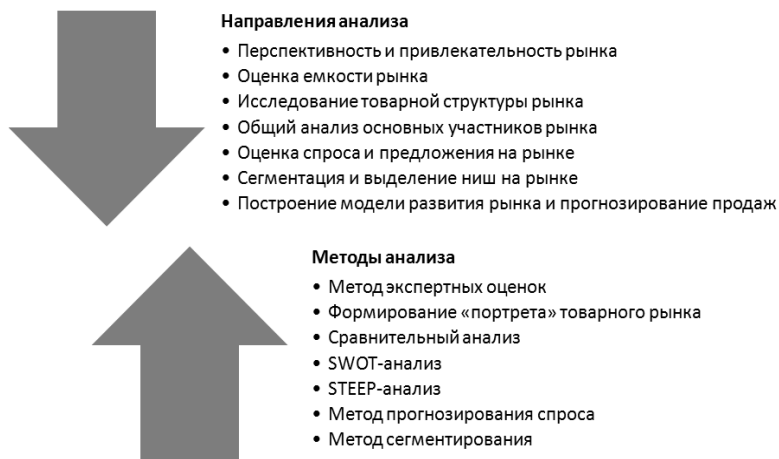 Направления анализа
• Перспективность и привлекательность рынка
• Оценка емкости рынка
• Исследование товарной структуры рынка
• Общий анализ основных участников рынка
• Оценка спроса и предложения на рынке
• Сегментация и выделение ниш на рынке
• Построение модели развития рынка и прогнозирование продаж
Методы анализа
• Метод экспертных оценок
• Формирование «портрета» товарного рынка
• Сравнительный анализ
• SWOT-анализ
• STEEP-анализ
• Метод прогнозирования спроса
• Метод сегментирования